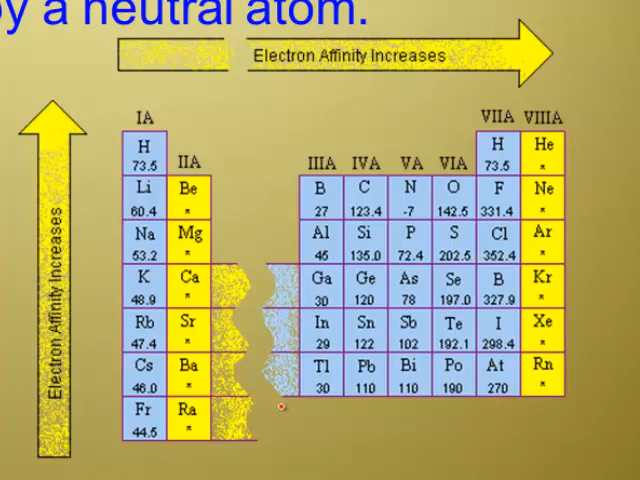 by a neutral atom.
Electron Affinity Increases
Electron Affinity Increases
IA VIIA VIIIA
H H He
73.5 73.5 *
IIA IIIA IVA VA VIA
Li Be B C N O F Ne
60.4 * 27 123.4 -7 142.5 331.4 *
Na Mg Al Si P S Cl Ar
53.2 * 45 135.0 72.4 202.5 352.4 *
K Ca Ga Ge As Se B Kr
48.9 * 30 120 78 197.0 327.9 *
Rb Sr In Sn Sb Te I Xe
47.4 * 29 122 102 192.1 298.4 *
Cs Ba Tl Pb Bi Po At Rn
46.0 * 30 110 110 190 270 *
Fr Ra
44.5 *